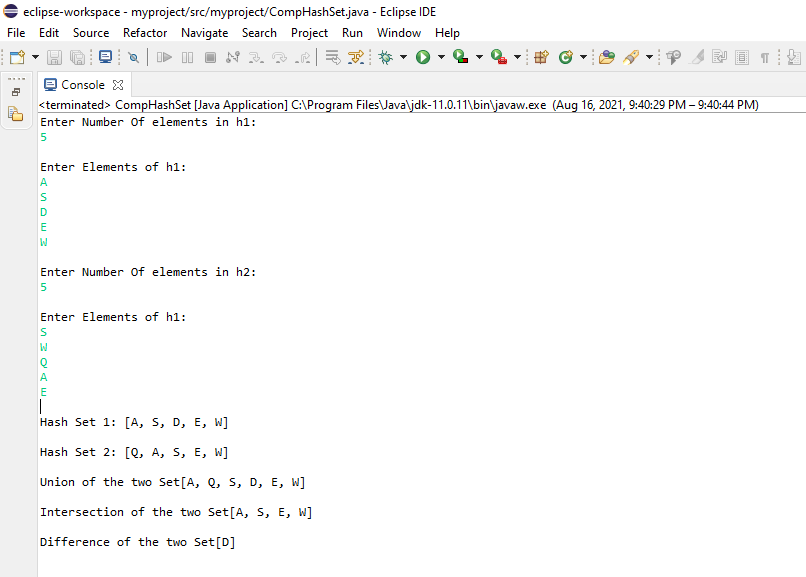 eclipse-workspace - myproject/src/myproject/CompHashSet.java - Eclipse IDE
File Edit Source Refactor Navigate Search Project Run Window Help
Console
<terminated> CompHashSet [Java Application] C:\Program Files\Java\jdk-11.0.11\bin\javaw.exe (Aug 16, 2021, 9:40:29 PM – 9:40:44 PM)
Enter Number Of elements in h1:
5
Enter Elements of h1:
A
S
D
E
W
Enter Number Of elements in h2:
5
Enter Elements of h1:
S
W
Q
A
E
Hash Set 1: [A, S, D, E, W]
Hash Set 2: [Q, A, S, E, W]
Union of the two Set[A, Q, S, D, E, W]
Intersection of the two Set[A, S, E, W]
Difference of the two Set[D]